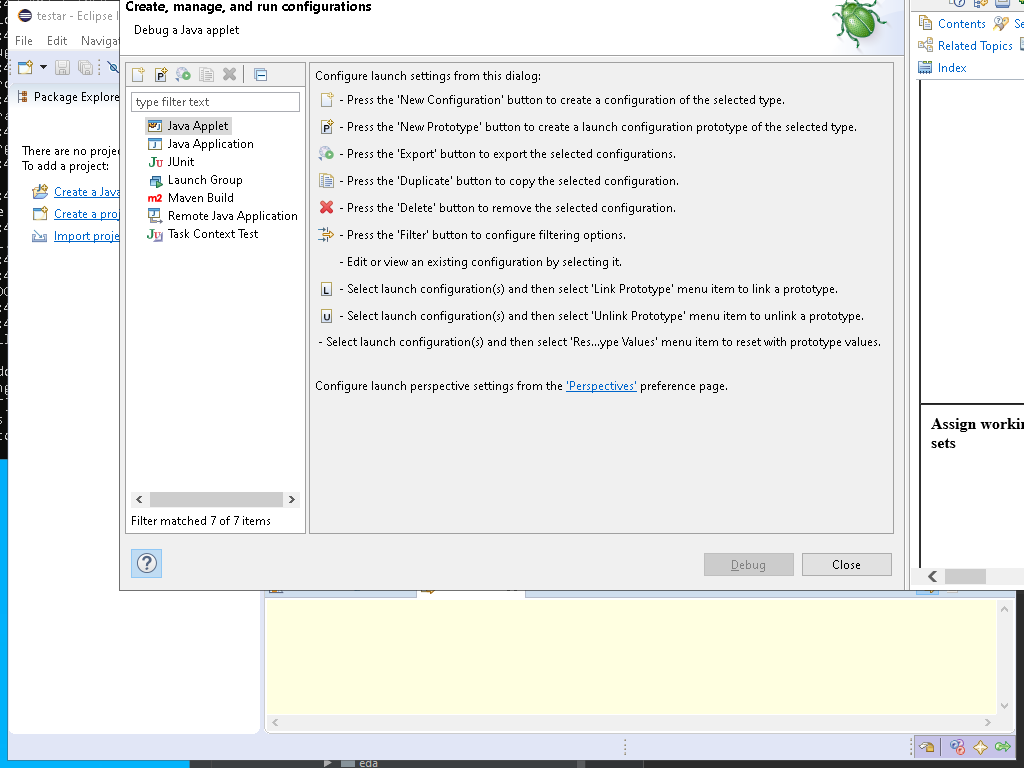 testar - Eclipse I
File Edit Navigat
Package Explore
There are no projec
To add a project:
Create a Java
Create a proj
Import proje
Create, manage, and run configurations
Debug a Java applet
type filter text
Java Applet
Java Application
JUnit
Launch Group
Maven Build
Remote Java Application
Task Context Test
Filter matched 7 of 7 items
Configure launch settings from this dialog:
- Press the 'New Configuration' button to create a configuration of the selected type.
- Press the 'New Prototype' button to create a launch configuration prototype of the selected type.
- Press the 'Export' button to export the selected configurations.
- Press the 'Duplicate' button to copy the selected configuration.
- Press the 'Delete' button to remove the selected configuration.
- Press the 'Filter' button to configure filtering options.
- Edit or view an existing configuration by selecting it.
- Select launch configuration(s) and then select 'Link Prototype' menu item to link a prototype.
- Select launch configuration(s) and then select 'Unlink Prototype' menu item to unlink a prototype.
- Select launch configuration(s) and then select 'Res...ype Values' menu item to reset with prototype values.
Configure launch perspective settings from the 'Perspectives' preference page.
Debug
Close
Contents
Se
Related Topics
Index
Assign workin
sets
eda